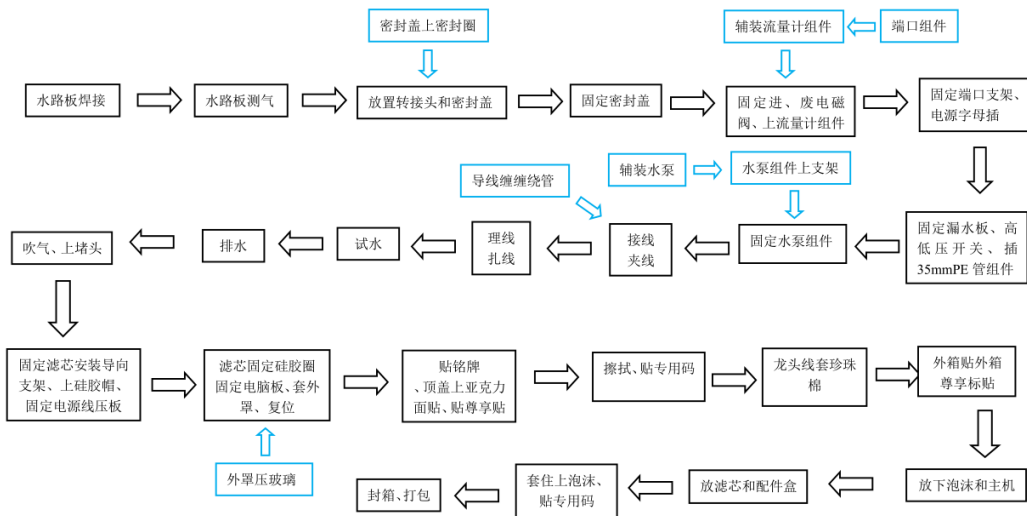 密封盖上密封圈
辅装流量计组件
端口组件
水路板焊接
水路板测气
放置转接头和密封盖
固定密封盖
固定进、废电磁
阀、上流量计组件
固定端口支架、
电源字母插
导线缠缠绕管
辅装水泵
水泵组件上支架
吹气、上堵头
排水
试水
理线
扎线
接线
夹线
固定水泵组件
固定漏水板、高
低压开关、插
35mmPE 管组件
固定滤芯安装导向
支架、上硅胶帽、
固定电源线压板
滤芯固定硅胶圈
固定电脑板、套外
罩、复位
贴铭牌
、顶盖上亚克力
面贴、贴尊享贴
擦拭、贴专用码
龙头线套珍珠
棉
外箱贴外箱
尊享标贴
外罩压玻璃
封箱、打包
套住上泡沫、
贴专用码
放滤芯和配件盒
放下泡沫和主机